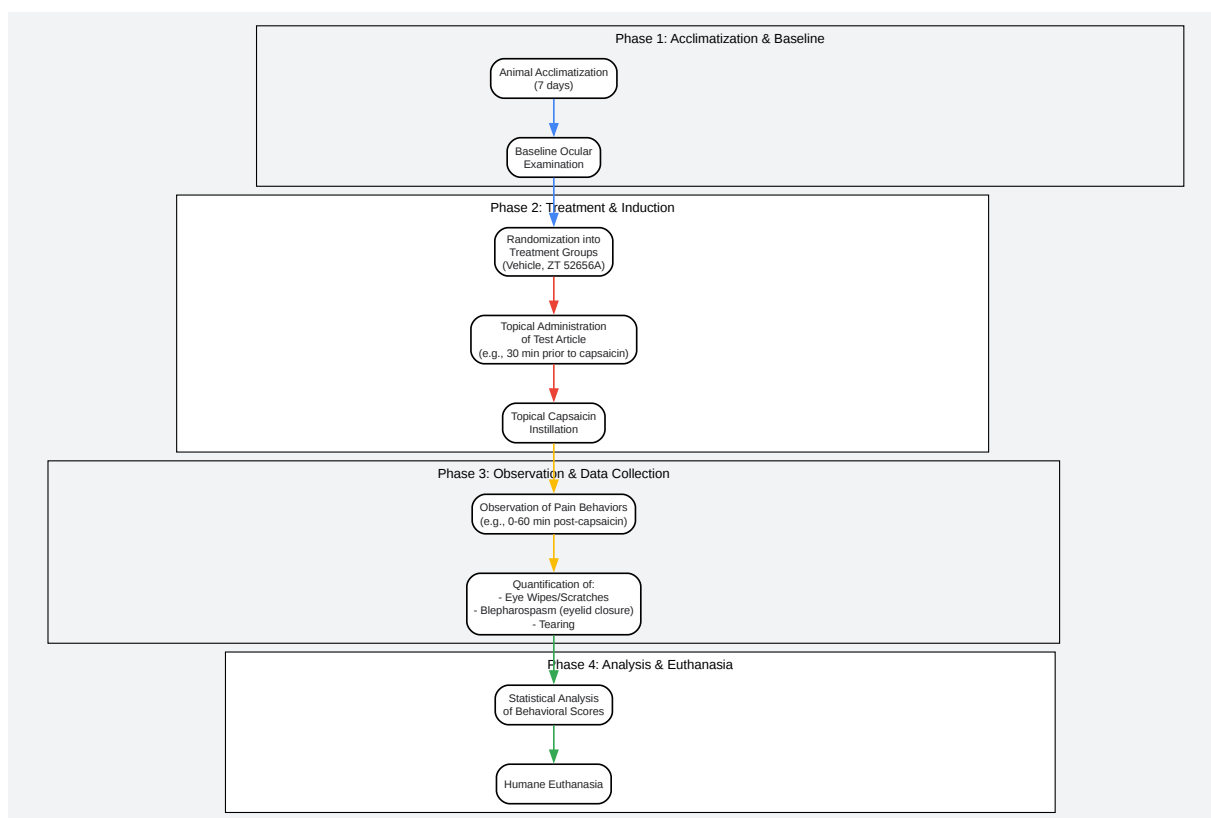 Phase 1: Acclimatization & Baseline
Animal Acclimatization
(7 days)
Baseline Ocular
Examination
Phase 2: Treatment & Induction
Randomization into
Treatment Groups
(Vehicle, ZT 52656A)
Topical Administration
of Test Article
(e.g., 30 min prior to capsaicin)
Topical Capsaicin
Instillation
Phase 3: Observation & Data Collection
Observation of Pain Behaviors
(e.g., 0-60 min post-capsaicin)
Quantification of:
- Eye Wipes/Scratches
- Blepharospasm (eyelid closure)
- Tearing
Phase 4: Analysis & Euthanasia
Statistical Analysis
of Behavioral Scores
Humane Euthanasia